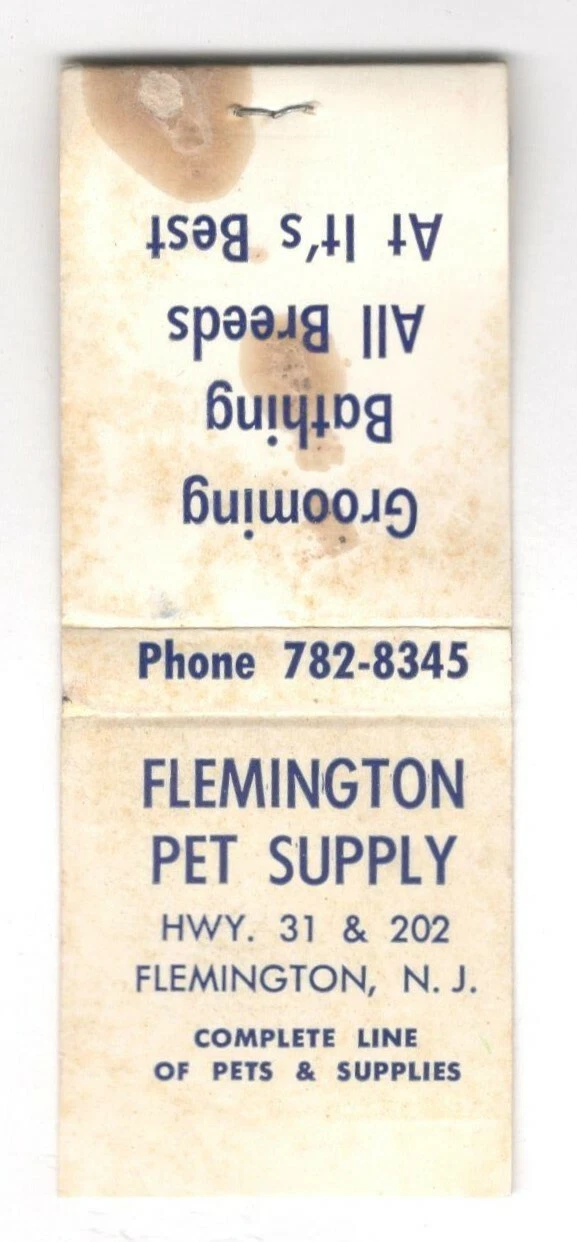 Grooming
Bathing
All Breeds
At It's Best
Phone 782-8345
FLEMINGTON
PET SUPPLY
HWY. 31 & 202
FLEMINGTON, N. J.
COMPLETE LINE
OF PETS & SUPPLIES